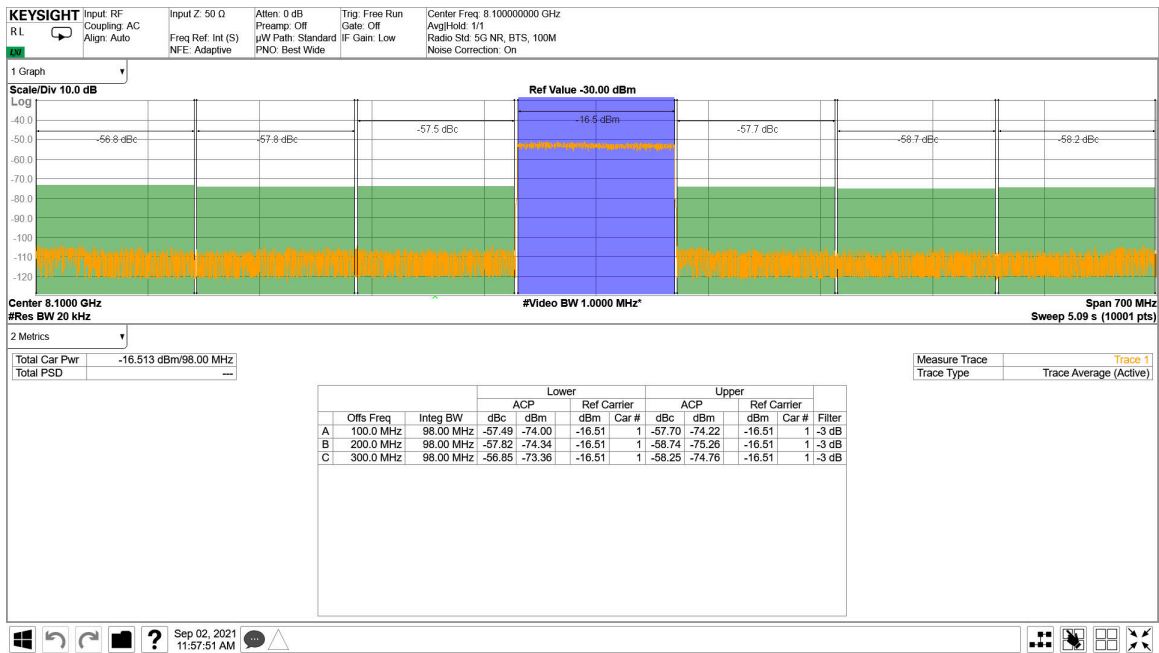 KEYSIGHT Input: RF Input Z: 50 Ω Atten: 0 dB Trig: Free Run Center Freq: 8.100000000 GHz
RL Coupling: AC Preamp: Off Gate: Off Avg|Hold: 1/1
Align: Auto Freq Ref: Int (S) µW Path: Standard IF Gain: Low Radio Std: 5G NR, BTS, 100M
LXI NFE: Adaptive PNO: Best Wide Noise Correction: On
1 Graph ▼
Scale/Div 10.0 dB Ref Value -30.00 dBm
Log
-40.0 -16.5 dBm
-57.5 dBc -57.7 dBc
-50.0 -56.8 dBc -57.8 dBc -58.7 dBc -58.2 dBc
-60.0
-70.0
-80.0
-90.0
-100
-110
-120
Center 8.1000 GHz #Video BW 1.0000 MHz* Span 700 MHz
#Res BW 20 kHz Sweep 5.09 s (10001 pts)
2 Metrics ▼
Total Car Pwr -16.513 dBm/98.00 MHz Measure Trace Trace 1
Total PSD --- Trace Type Trace Average (Active)
Lower Upper
ACP Ref Carrier ACP Ref Carrier
Offs Freq Integ BW dBc dBm dBm Car # dBc dBm dBm Car # Filter
A 100.0 MHz 98.00 MHz -57.49 -74.00 -16.51 1 -57.70 -74.22 -16.51 1 -3 dB
B 200.0 MHz 98.00 MHz -57.82 -74.34 -16.51 1 -58.74 -75.26 -16.51 1 -3 dB
C 300.0 MHz 98.00 MHz -56.85 -73.36 -16.51 1 -58.25 -74.76 -16.51 1 -3 dB
? Sep 02, 2021
11:57:51 AM